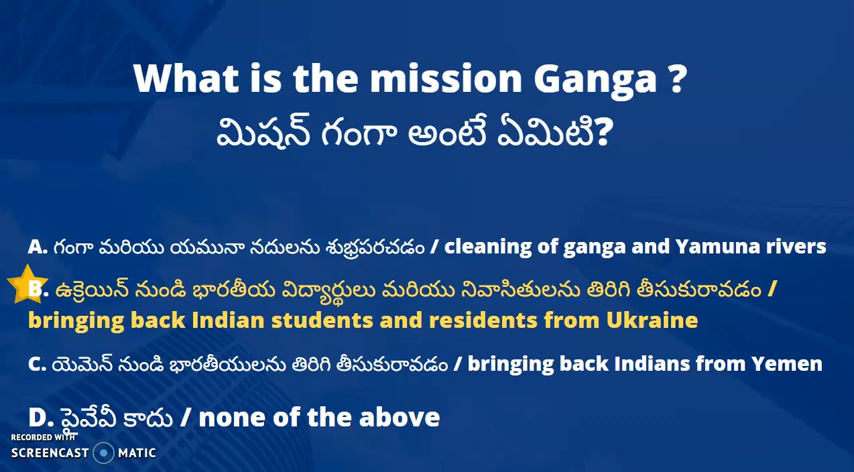 What is the mission Ganga ?
మిషన్ గంగా అంటే ఏమిటి?
A. గంగా మరియు యమునా నదులను శుభ్రపరచడం / cleaning of ganga and Yamuna rivers
B. ఉక్రెయిన్ నుండి భారతీయ విద్యార్థులు మరియు నివాసితులను తిరిగి తీసుకురావడం /
bringing back Indian students and residents from Ukraine
C. యెమెన్ నుండి భారతీయులను తిరిగి తీసుకురావడం / bringing back Indians from Yemen
D. పైవేవీ కాదు / none of the above
RECORDED WITH
SCREENCAST MATIC